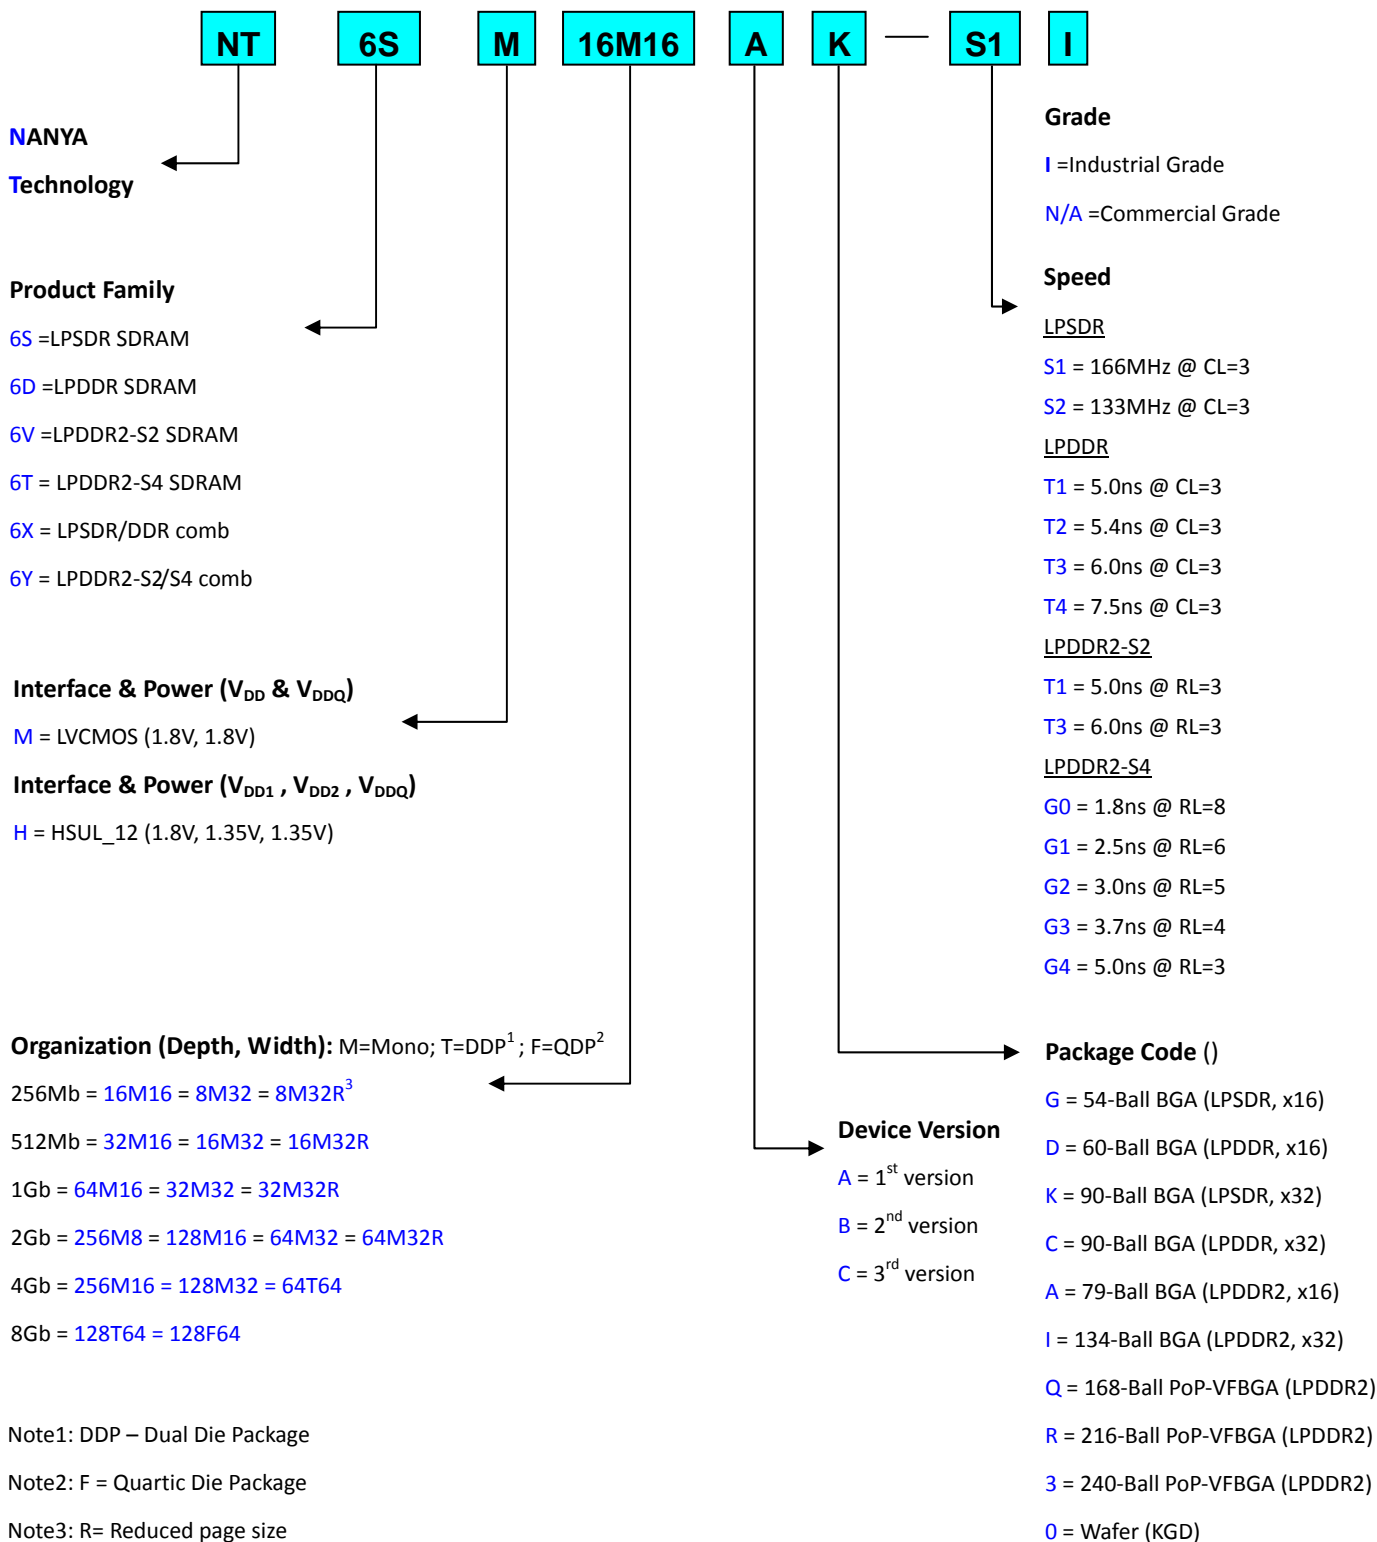 NT 6S M 16M16 A K — S1 I
NANYA
Technology
Product Family
6S =LPSDR SDRAM
6D =LPDDR SDRAM
6V =LPDDR2-S2 SDRAM
6T = LPDDR2-S4 SDRAM
6X = LPSDR/DDR comb
6Y = LPDDR2-S2/S4 comb
Interface & Power (VDD & VDDQ)
M = LVCMOS (1.8V, 1.8V)
Interface & Power (VDD1 , VDD2 , VDDQ)
H = HSUL_12 (1.8V, 1.35V, 1.35V)
Organization (Depth, Width): M=Mono; T=DDP1 ; F=QDP2
256Mb = 16M16 = 8M32 = 8M32R3
512Mb = 32M16 = 16M32 = 16M32R
1Gb = 64M16 = 32M32 = 32M32R
2Gb = 256M8 = 128M16 = 64M32 = 64M32R
4Gb = 256M16 = 128M32 = 64T64
8Gb = 128T64 = 128F64
Note1: DDP – Dual Die Package
Note2: F = Quartic Die Package
Note3: R= Reduced page size
Device Version
A = 1st version
B = 2nd version
C = 3rd version
Grade
I =Industrial Grade
N/A =Commercial Grade
Speed
LPSDR
S1 = 166MHz @ CL=3
S2 = 133MHz @ CL=3
LPDDR
T1 = 5.0ns @ CL=3
T2 = 5.4ns @ CL=3
T3 = 6.0ns @ CL=3
T4 = 7.5ns @ CL=3
LPDDR2-S2
T1 = 5.0ns @ RL=3
T3 = 6.0ns @ RL=3
LPDDR2-S4
G0 = 1.8ns @ RL=8
G1 = 2.5ns @ RL=6
G2 = 3.0ns @ RL=5
G3 = 3.7ns @ RL=4
G4 = 5.0ns @ RL=3
Package Code ()
G = 54-Ball BGA (LPSDR, x16)
D = 60-Ball BGA (LPDDR, x16)
K = 90-Ball BGA (LPSDR, x32)
C = 90-Ball BGA (LPDDR, x32)
A = 79-Ball BGA (LPDDR2, x16)
I = 134-Ball BGA (LPDDR2, x32)
Q = 168-Ball PoP-VFBGA (LPDDR2)
R = 216-Ball PoP-VFBGA (LPDDR2)
3 = 240-Ball PoP-VFBGA (LPDDR2)
0 = Wafer (KGD)